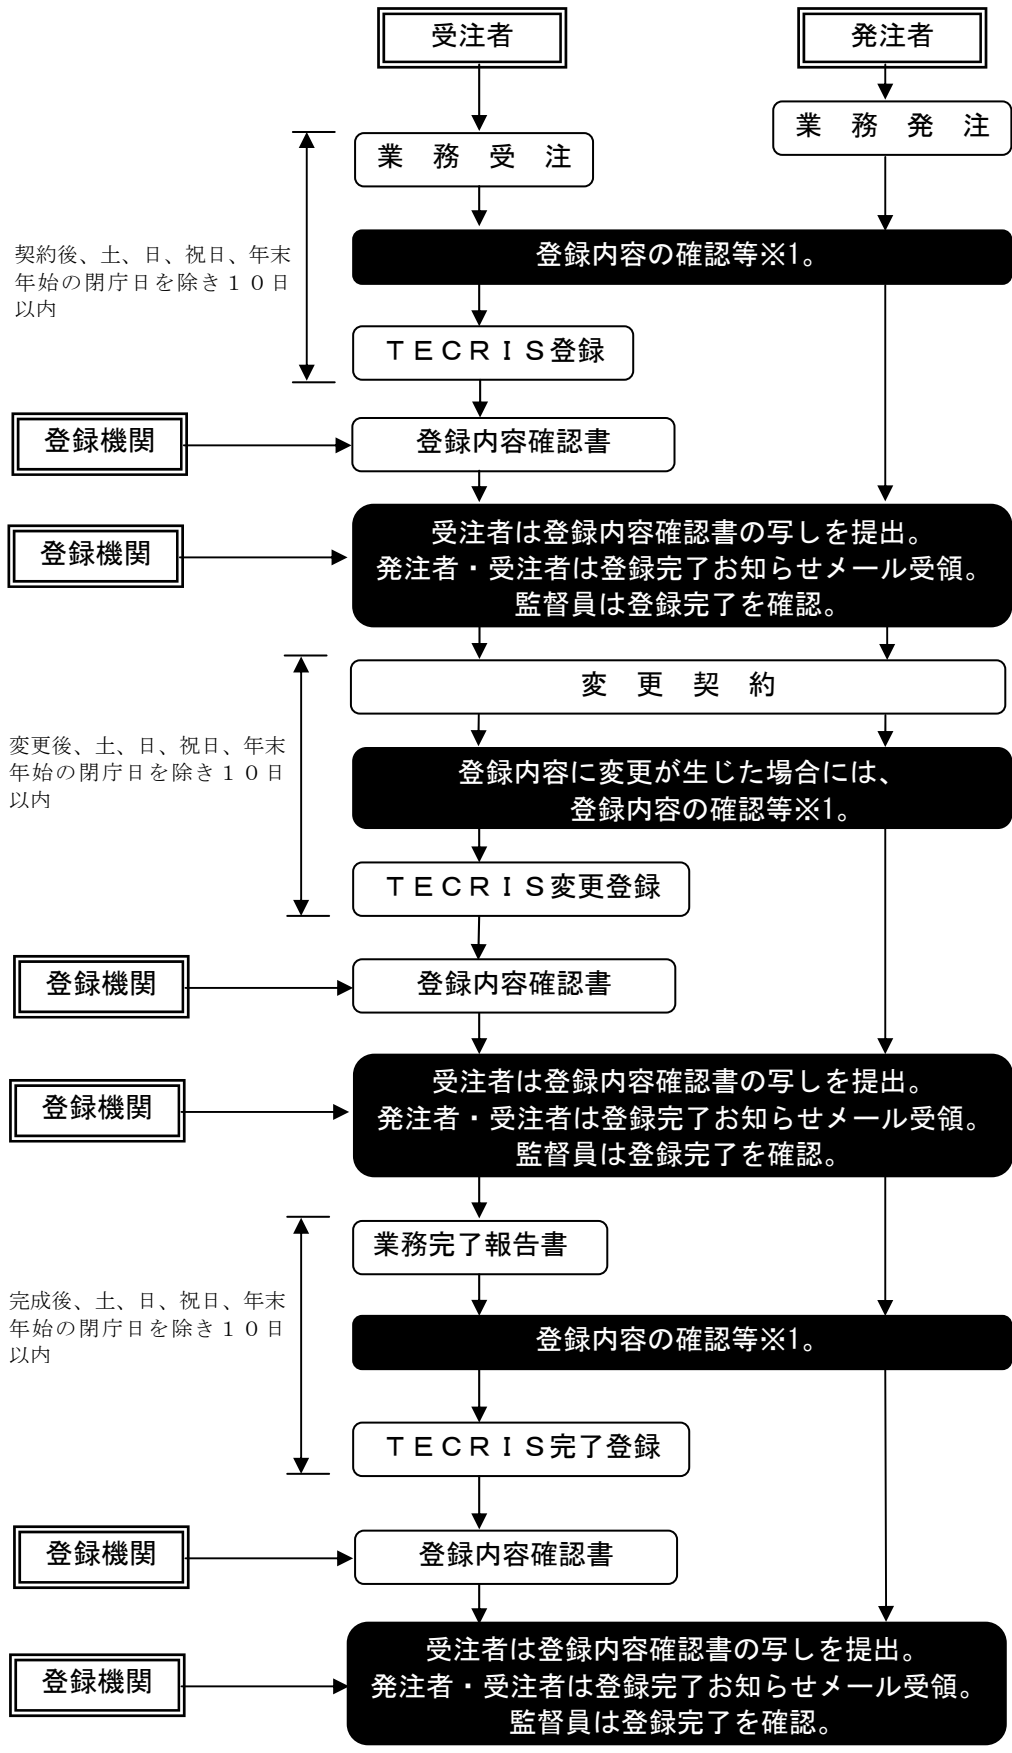 受注者
発注者
業　務　発　注
業　務　受　注
契約後、土、日、祝日、年末
年始の閉庁日を除き１０日
以内
登録内容の確認等※1。
ＴＥＣＲＩＳ登録
登録機関
登録内容確認書
登録機関
受注者は登録内容確認書の写しを提出。
発注者・受注者は登録完了お知らせメール受領。
監督員は登録完了を確認。
変　更　契　約
変更後、土、日、祝日、年末
年始の閉庁日を除き１０日
以内
登録内容に変更が生じた場合には、
登録内容の確認等※1。
ＴＥＣＲＩＳ変更登録
登録機関
登録内容確認書
登録機関
受注者は登録内容確認書の写しを提出。
発注者・受注者は登録完了お知らせメール受領。
監督員は登録完了を確認。
業務完了報告書
完成後、土、日、祝日、年末
年始の閉庁日を除き１０日
以内
登録内容の確認等※1。
ＴＥＣＲＩＳ完了登録
登録機関
登録内容確認書
登録機関
受注者は登録内容確認書の写しを提出。
発注者・受注者は登録完了お知らせメール受領。
監督員は登録完了を確認。